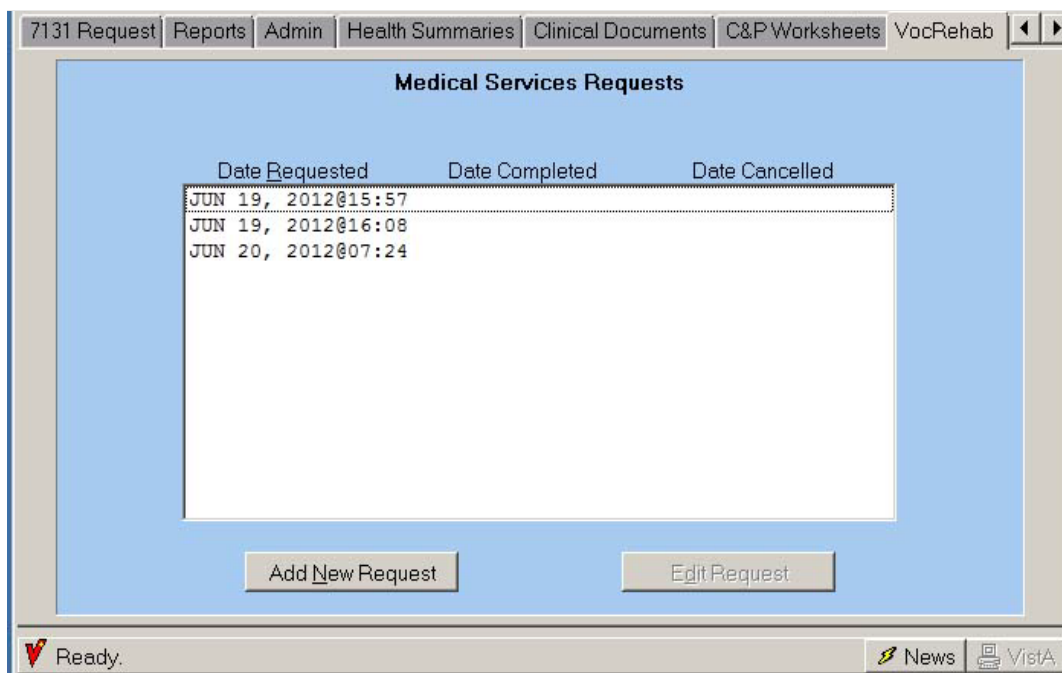 7131 Request Reports Admin Health Summaries Clinical Documents C&P Worksheets VocRehab
Medical Services Requests
Date Requested Date Completed Date Cancelled
JUN 19, 2012@15:57
JUN 19, 2012@16:08
JUN 20, 2012@07:24
Add New Request Edit Request
Ready. News VistA